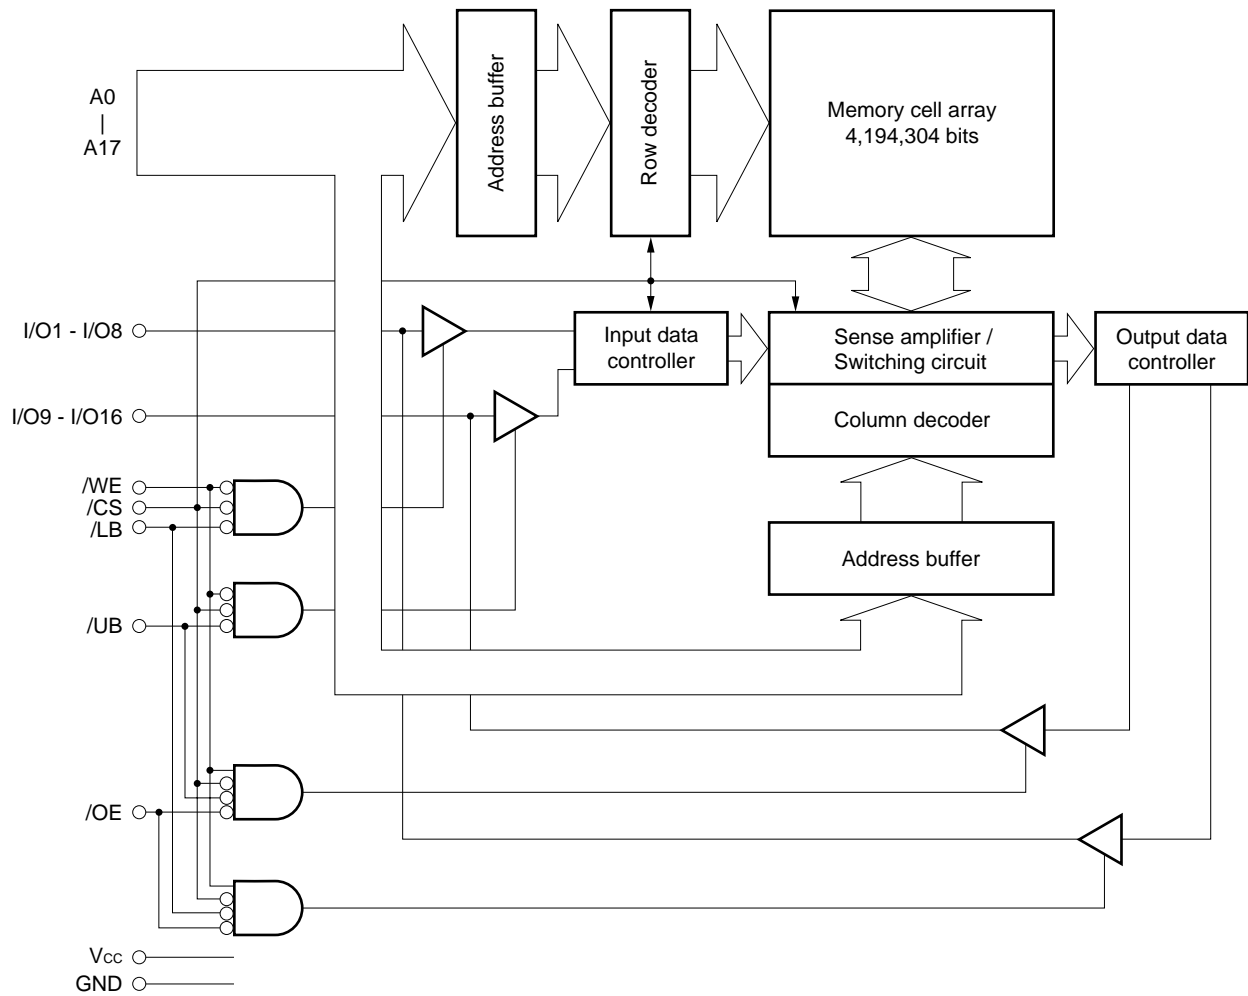 A0
|
A17
Address buffer
Row decoder
Memory cell array
4,194,304 bits
I/O1 - I/O8
Input data
controller
Sense amplifier /
Switching circuit
Output data
controller
I/O9 - I/O16
Column decoder
/WE
/CS
/LB
Address buffer
/UB
/OE
VCC
GND